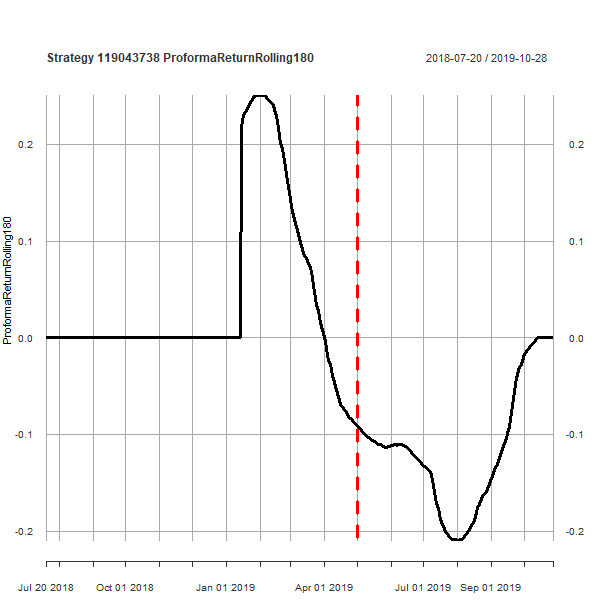 Strategy 119043738 ProformaReturnRolling180
2018-07-20 / 2019-10-28
ProformaReturnRolling180
0.2
0.2
0.1
0.1
0.0
0.0
-0.1
-0.1
-0.2
-0.2
Jul 20 2018
Oct 01 2018
Jan 01 2019
Apr 01 2019
Jul 01 2019
Sep 01 2019